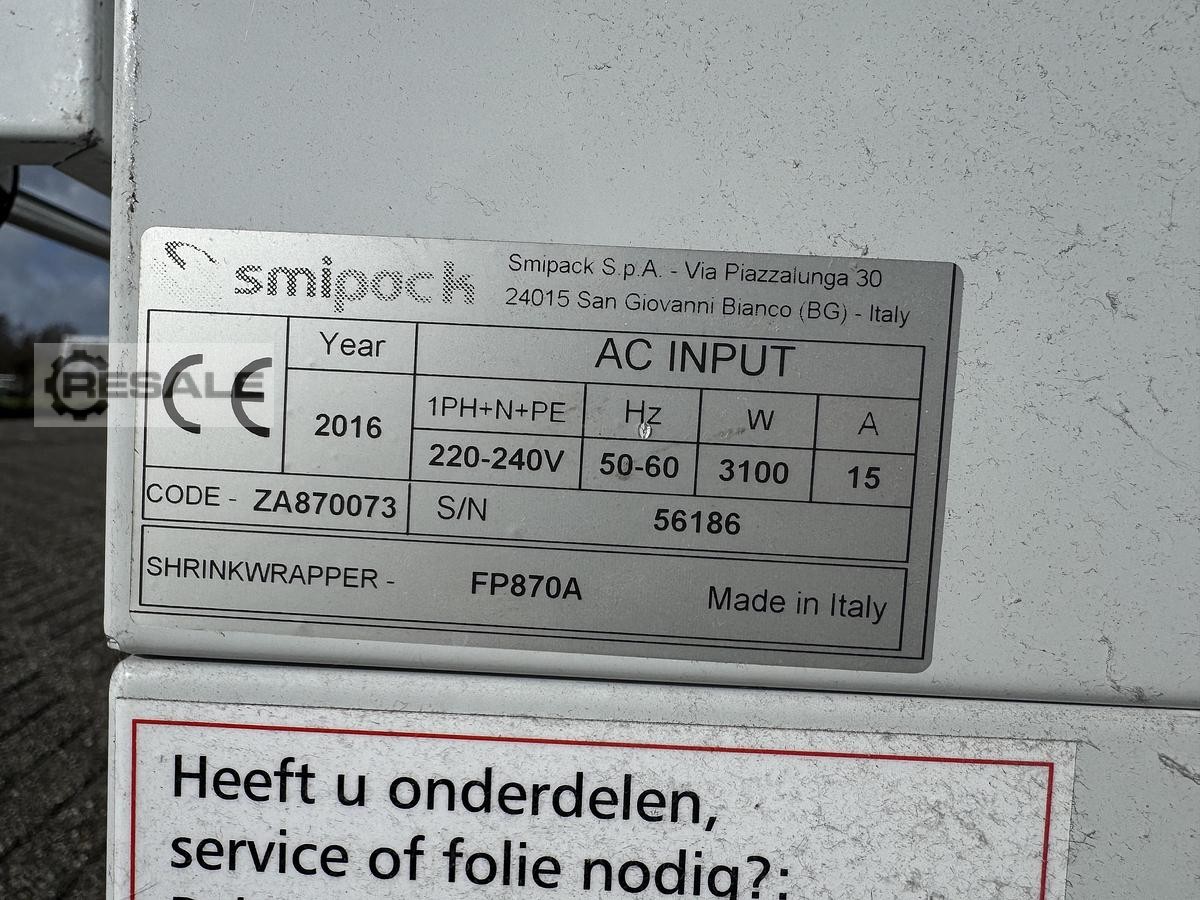 smipack
Smipack S.p.A. - Via Piazzalunga 30
24015 San Giovanni Bianco (BG) - Italy
CE
Year
2016
AC INPUT
1PH+N+PE Hz W A
220-240V 50-60 3100 15
CODE - ZA870073 S/N 56186
SHRINKWRAPPER - FP870A Made in Italy
RESALE
Heeft u onderdelen,
service of folie nodig?: